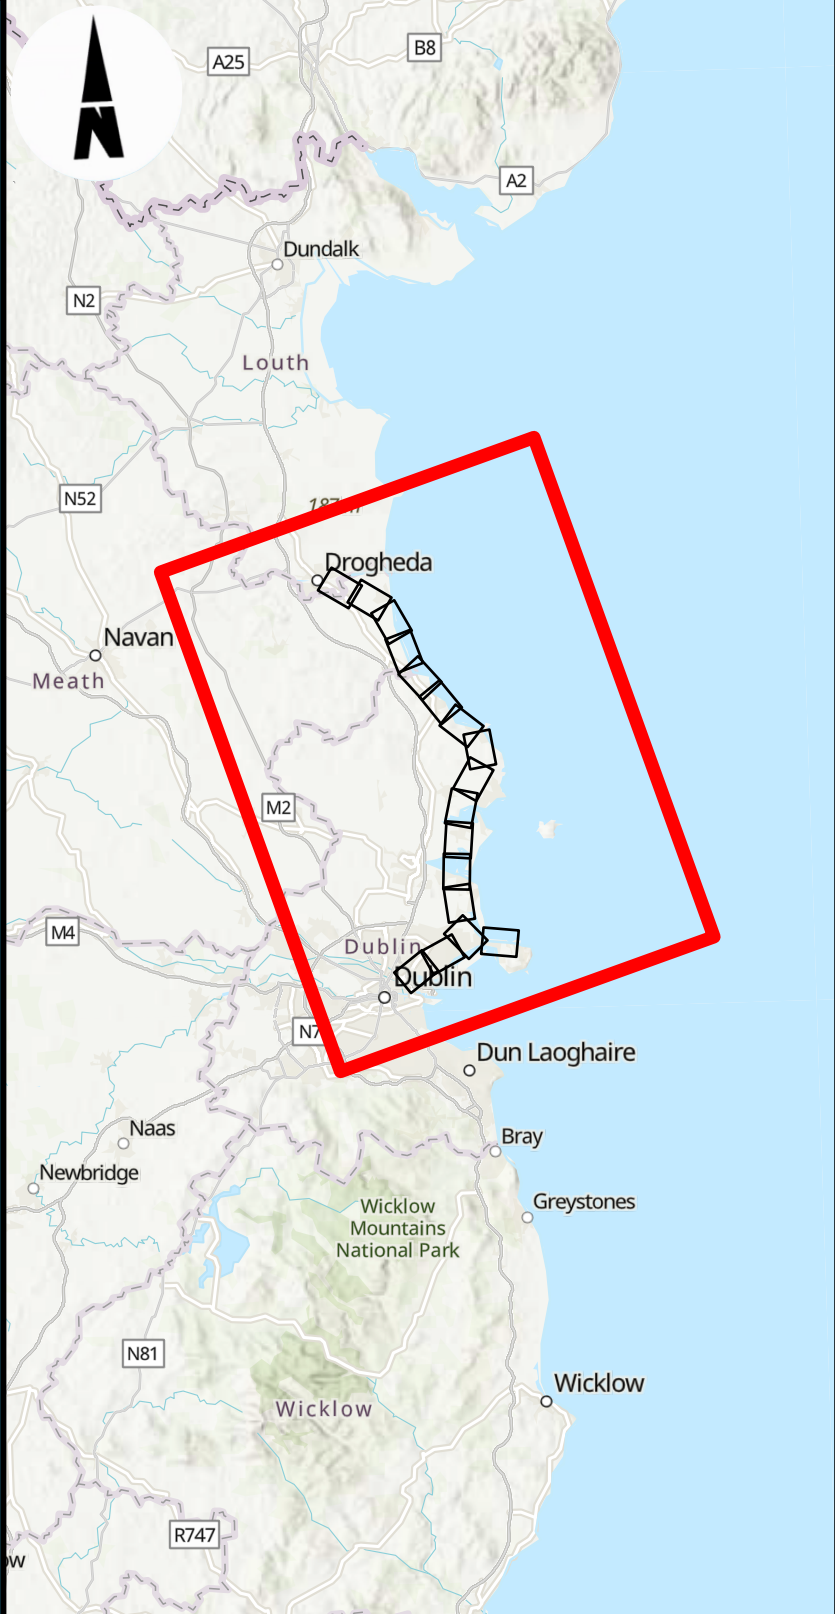 A25
B8
N
A2
Dundalk
N2
Louth
N52
Drogheda
Navan
Meath
M2
M4
Dublin
Dublin
N7
Dun Laoghaire
Naas
Bray
Newbridge
Greystones
Wicklow
Mountains
National Park
N81
Wicklow
Wicklow
R747
ow